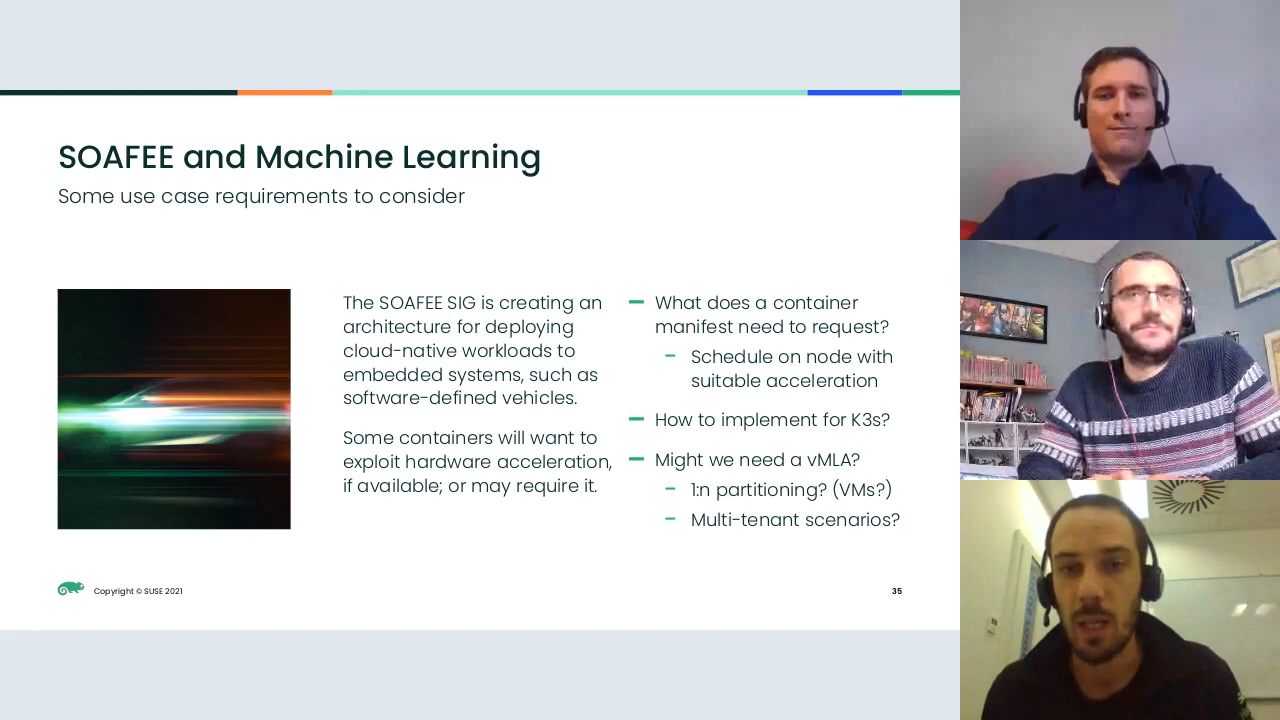 SOAFEE and Machine Learning
Some use case requirements to consider
The SOAFEE SIG is creating an
architecture for deploying
cloud-native workloads to
embedded systems, such as
software-defined vehicles.
Some containers will want to
exploit hardware acceleration,
if available; or may require it.
What does a container
manifest need to request?
Schedule on node with
suitable acceleration
How to implement for K3s?
Might we need a vMLA?
1:n partitioning? (VMs?)
Multi-tenant scenarios?
Copyright © SUSE 2021
35